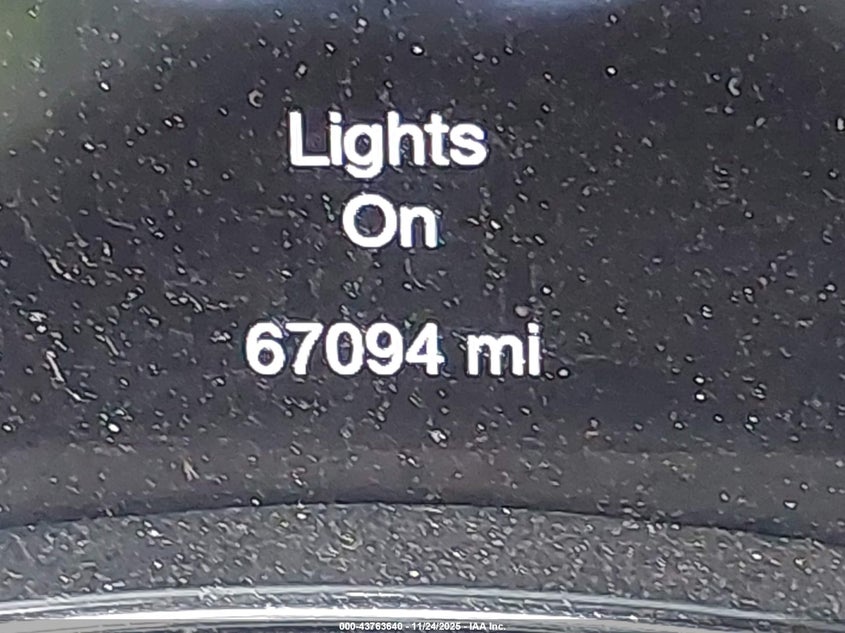 Lights
On
67094 mi
000-43763640 - 11/24/2025 - IAA Inc.